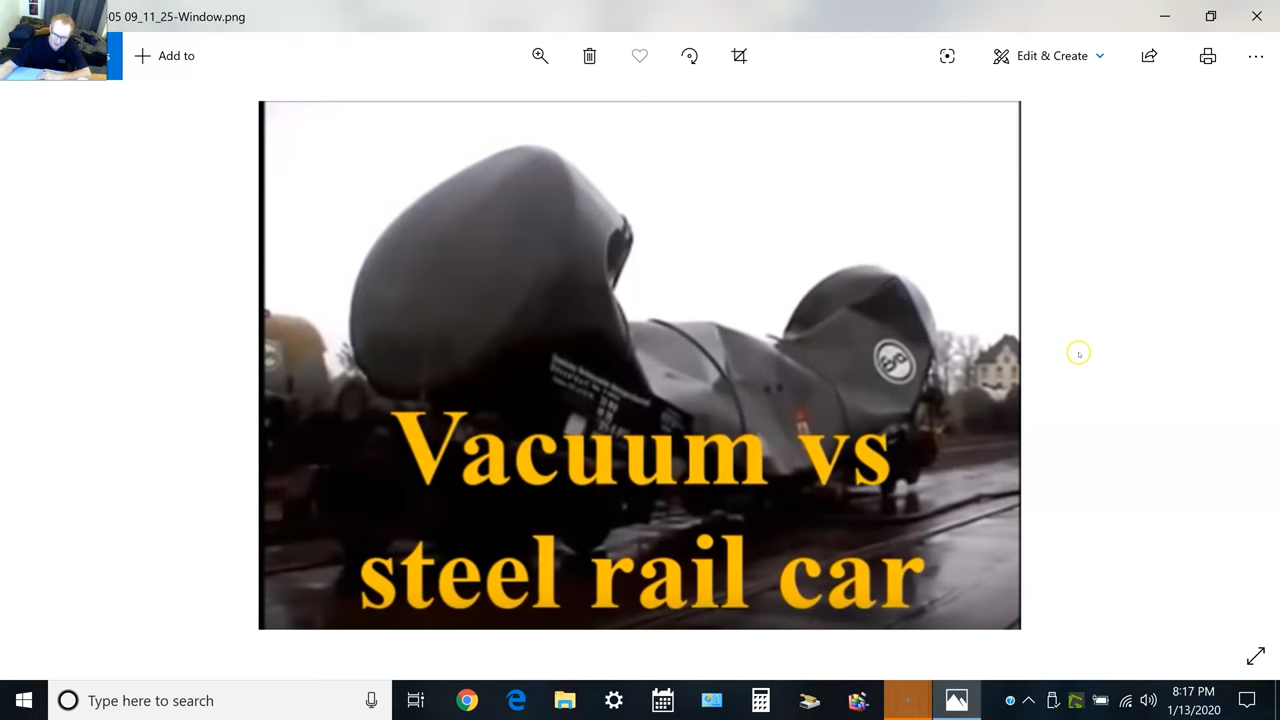 05 09_11_25-Window.png
s
Add to
Edit & Create
eva
Vacuum vs
steel rail car
Type here to search
8:17 PM
1/13/2020